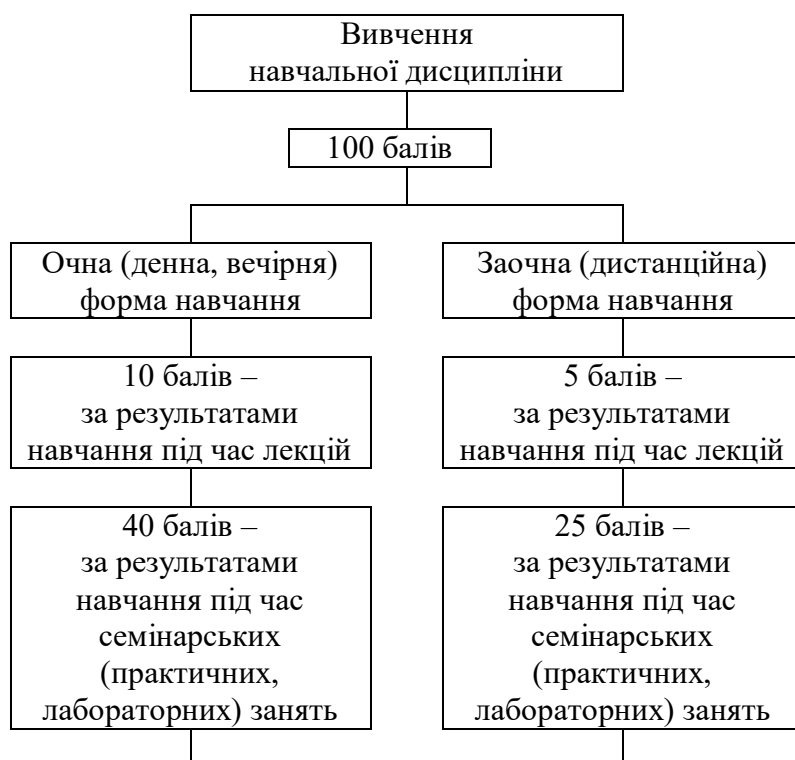 Вивчення
навчальної дисципліни
100 балів
Очна (денна, вечірня)
форма навчання
Заочна (дистанційна)
форма навчання
10 балів –
за результатами
навчання під час лекцій
5 балів –
за результатами
навчання під час лекцій
40 балів –
за результатами
навчання під час
семінарських
(практичних,
лабораторних) занять
25 балів –
за результатами
навчання під час
семінарських
(практичних,
лабораторних) занять